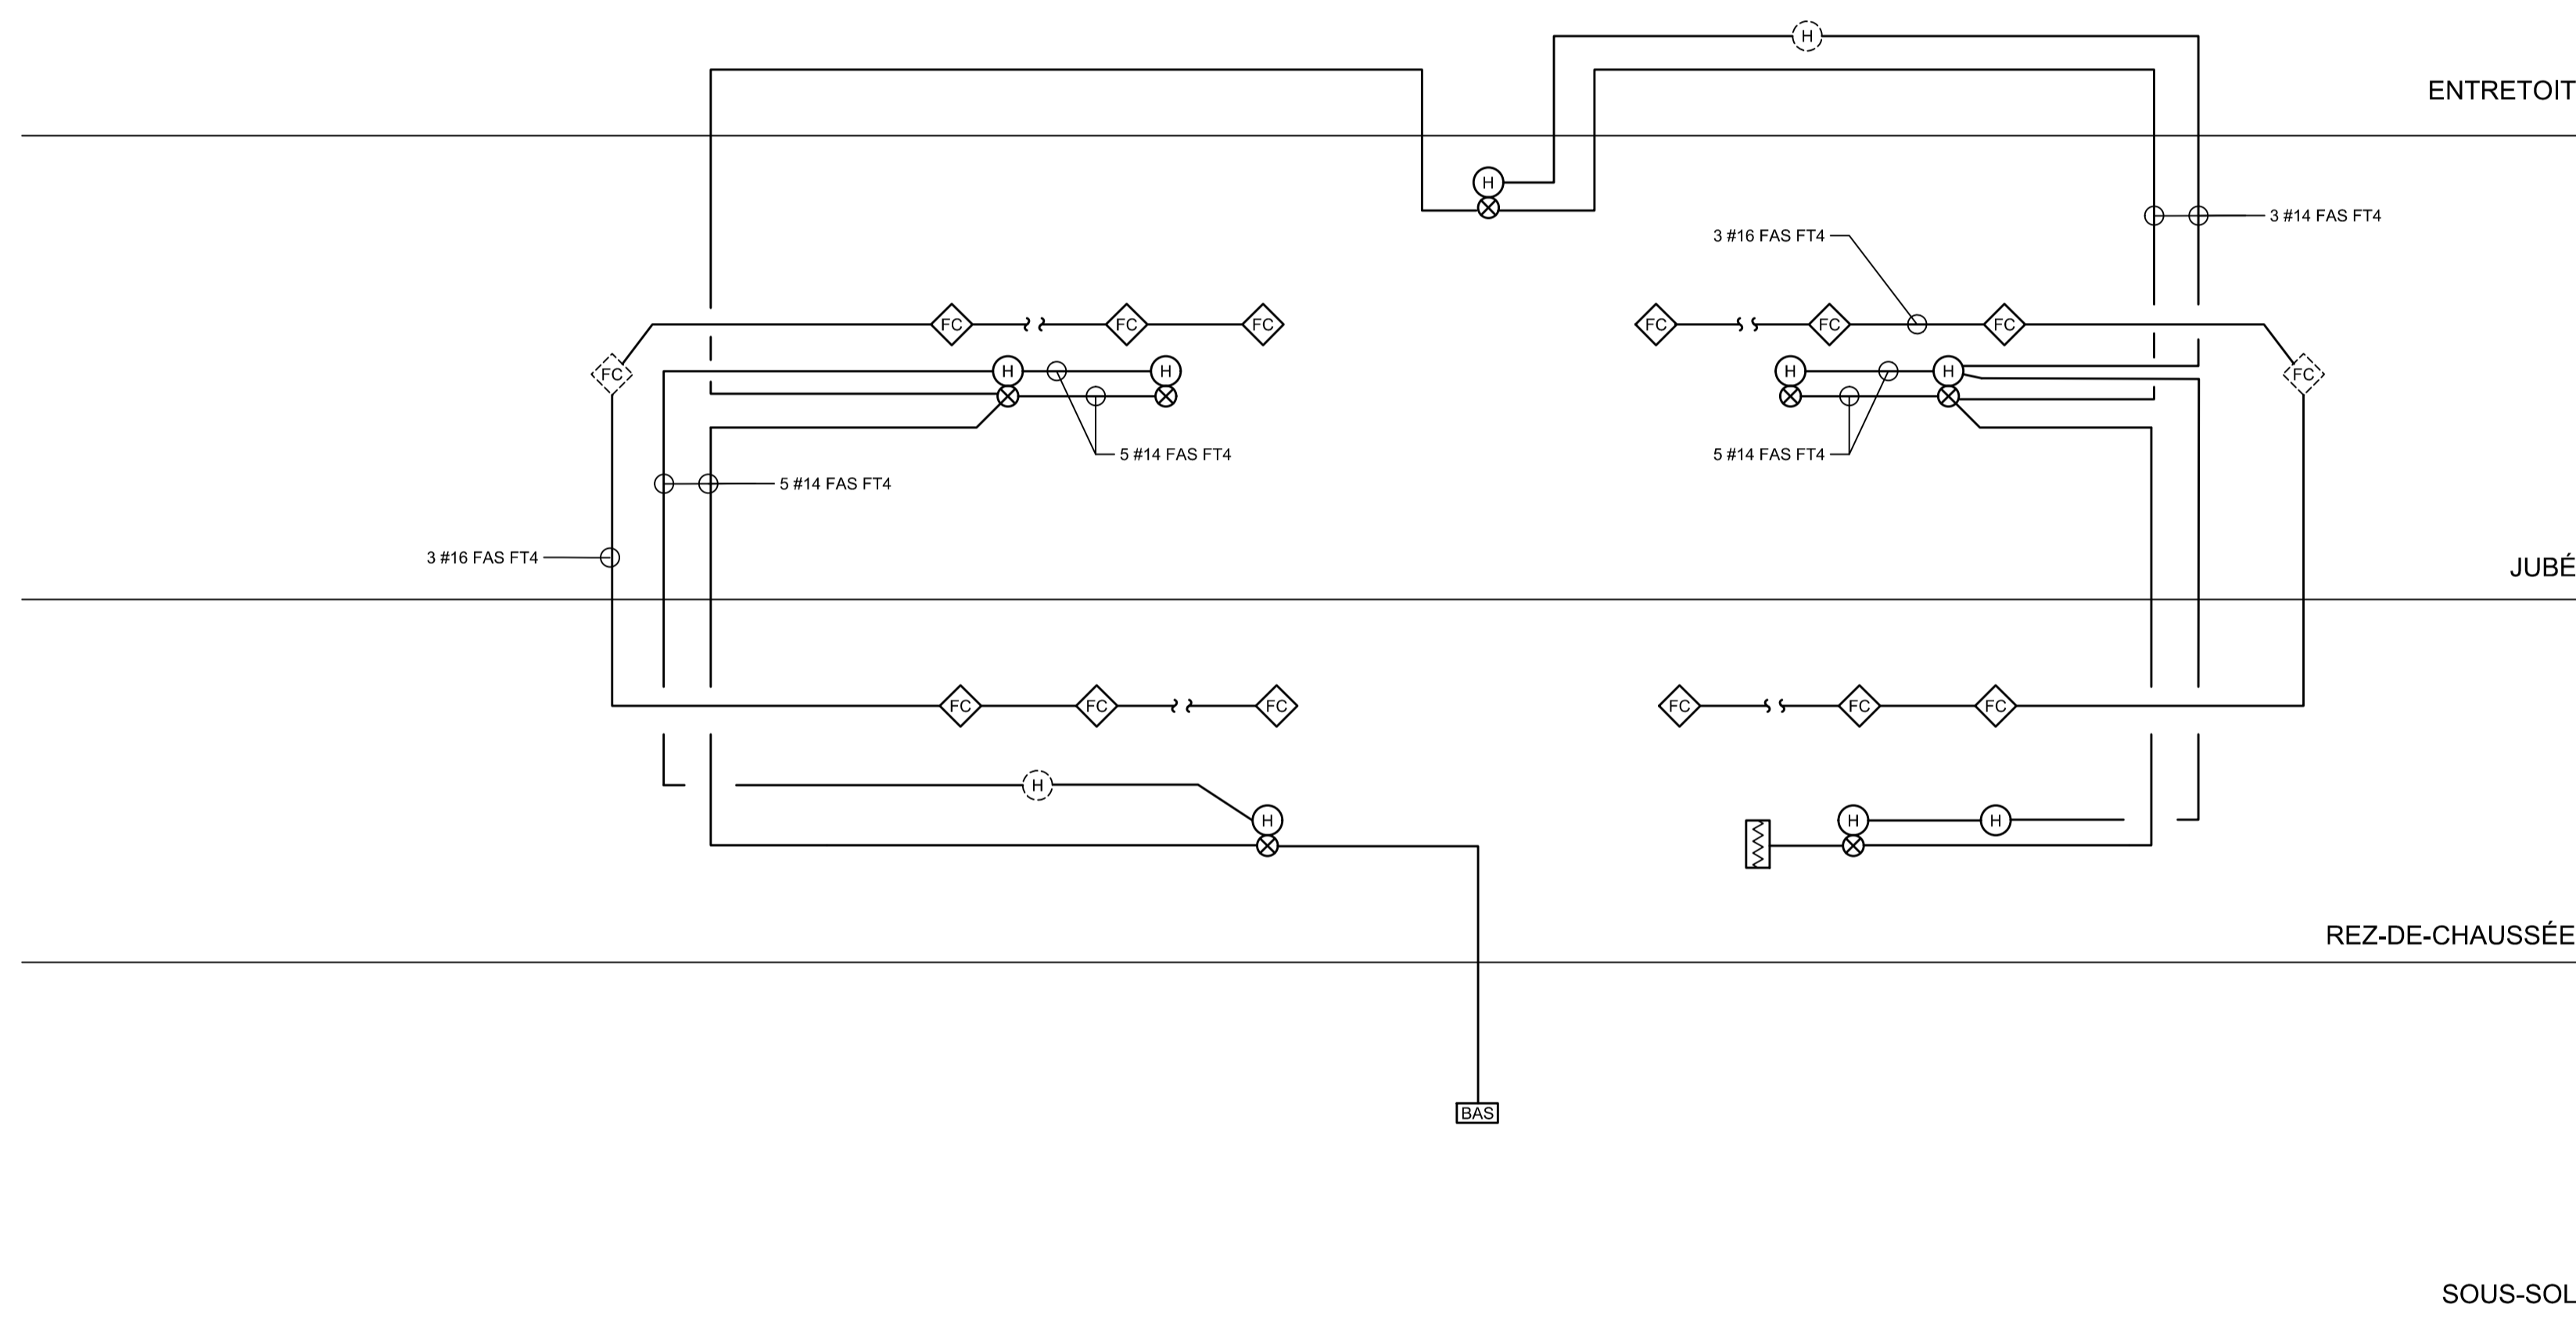 H
ENTRETOIT
H
3 #14 FAS FT4
3 #16 FAS FT4
FC FC FC FC FC FC
FC H H H H FC
5 #14 FAS FT4 5 #14 FAS FT4
5 #14 FAS FT4
3 #16 FAS FT4
JUBÉ
FC FC FC FC FC FC
H
H H H
REZ-DE-CHAUSSÉE
BAS
SOUS-SOL